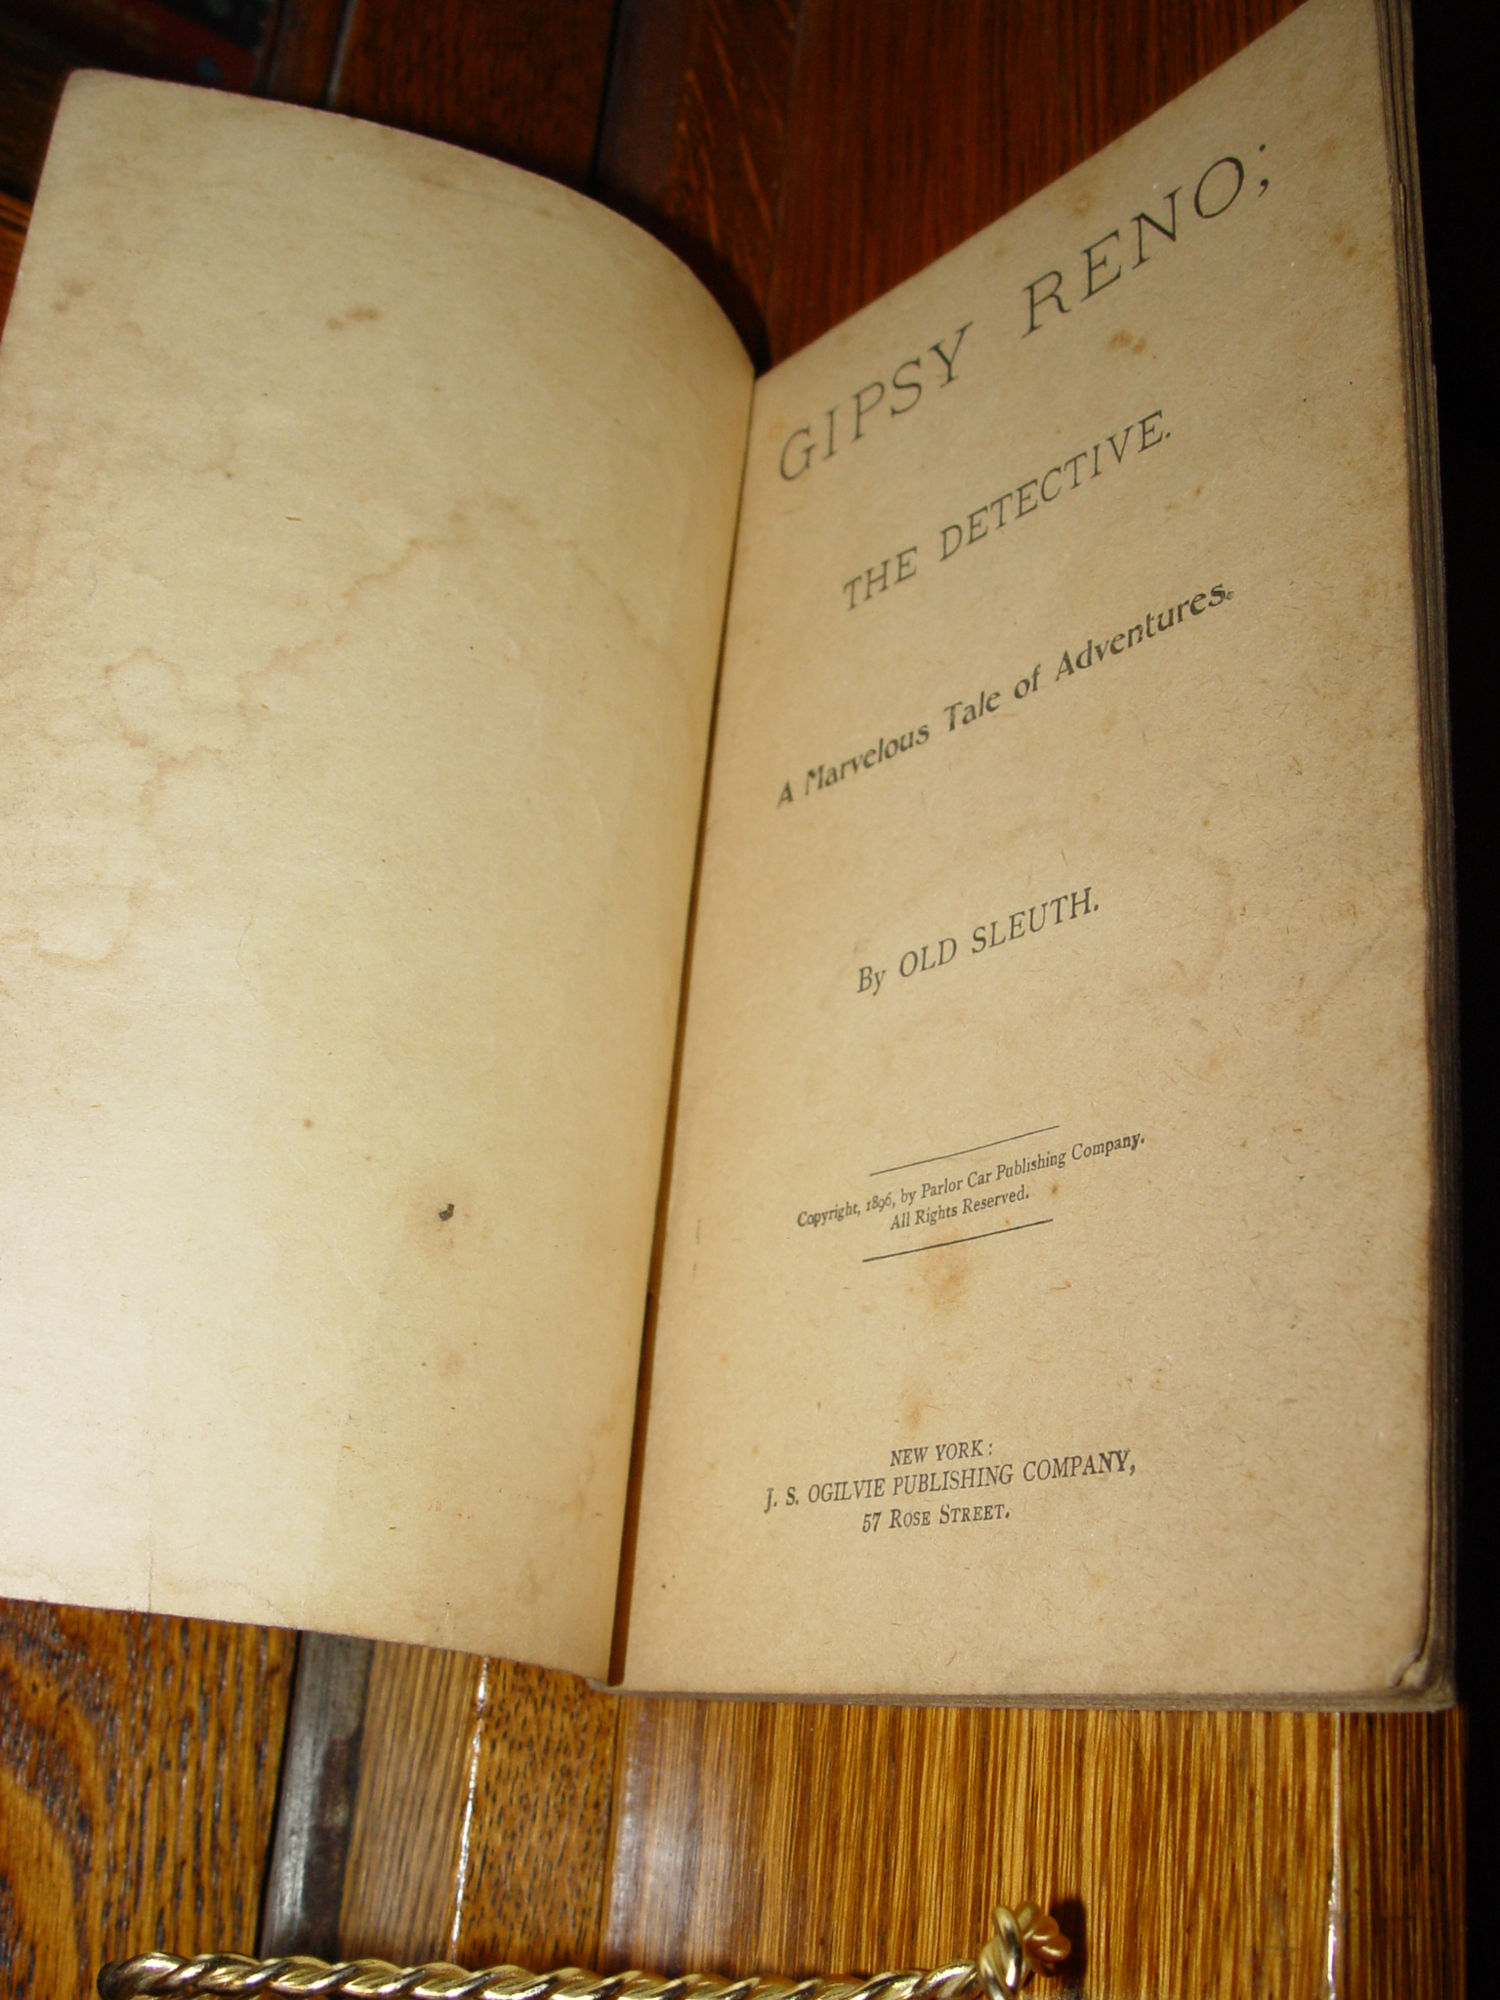 GIPSY RENO;
THE DETECTIVE.
A Marvelous Tale of Adventures.
By OLD SLEUTH.
Copyright, 1896, by Parlor Car Publishing Company.
All Rights Reserved.
NEW YORK:
J. S. OGILVIE PUBLISHING COMPANY,
57 ROSE STREET.